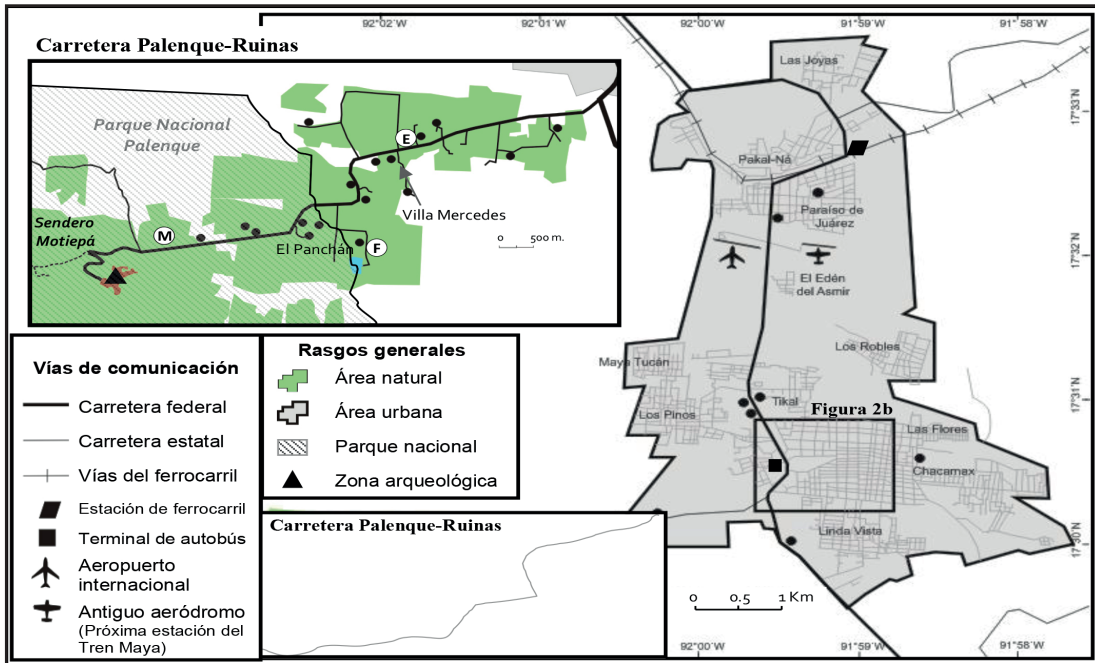 92°02'W
92°01'W
92°00'W
91°59'W
91° 58'W
Carretera Palenque-Ruinas
Parque Nacional
Palenque
E
Villa Mercedes
0 500 m.
Sendero
Motiepá
M
El Panchán
F
Las Joyas
17°33'N
Pakal-Ná
Paraíso de
Juárez
17°32'N
El Edén
del Asmir
Los Robles
Maya Tucán
17°31'N
Tikal
Los Pinos
Figura 2b
Las Flores
Chacamax
Linda Vista
17°30'N
0 0.5 1 Km
92°00'W
91°59'W
91° 58'W
Vías de comunicación
Carretera federal
Carretera estatal
Vías del ferrocarril
Estación de ferrocarril
Terminal de autobús
Aeropuerto
internacional
Antiguo aeródromo
(Próxima estación del
Tren Maya)
Rasgos generales
Área natural
Área urbana
Parque nacional
Zona arqueológica
Carretera Palenque-Ruinas